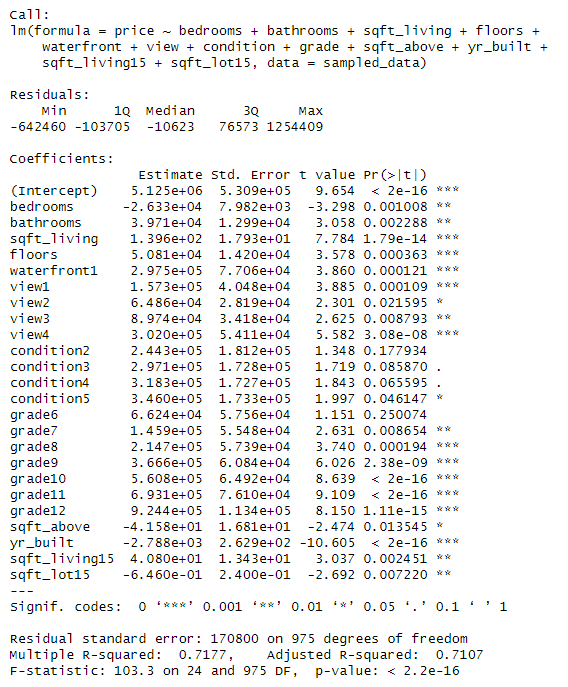 Call:
lm(formula = price ~ bedrooms + bathrooms + sqft_living + floors +
    waterfront + view + condition + grade + sqft_above + yr_built +
    sqft_living15 + sqft_lot15, data = sampled_data)

Residuals:
    Min      1Q  Median      3Q     Max
-642460 -103705  -10623   76573 1254409

Coefficients:
                Estimate Std. Error t value Pr(>|t|)
(Intercept)    5.125e+06  5.309e+05   9.654  < 2e-16 ***
bedrooms      -2.633e+04  7.982e+03  -3.298 0.001008 **
bathrooms      3.971e+04  1.299e+04   3.058 0.002288 **
sqft_living    1.396e+02  1.793e+01   7.784 1.79e-14 ***
floors         5.081e+04  1.420e+04   3.578 0.000363 ***
waterfront1    2.975e+05  7.706e+04   3.860 0.000121 ***
view1          1.573e+05  4.048e+04   3.885 0.000109 ***
view2          6.486e+04  2.819e+04   2.301 0.021595 *
view3          8.974e+04  3.418e+04   2.625 0.008793 **
view4          3.020e+05  5.411e+04   5.582 3.08e-08 ***
condition2     2.443e+05  1.812e+05   1.348 0.177934
condition3     2.971e+05  1.728e+05   1.719 0.085870 .
condition4     3.183e+05  1.727e+05   1.843 0.065595 .
condition5     3.460e+05  1.733e+05   1.997 0.046147 *
grade6         6.624e+04  5.756e+04   1.151 0.250074
grade7         1.459e+05  5.548e+04   2.631 0.008654 **
grade8         2.147e+05  5.739e+04   3.740 0.000194 ***
grade9         3.666e+05  6.084e+04   6.026 2.38e-09 ***
grade10        5.608e+05  6.492e+04   8.639  < 2e-16 ***
grade11        6.931e+05  7.610e+04   9.109  < 2e-16 ***
grade12        9.244e+05  1.134e+05   8.150 1.11e-15 ***
sqft_above    -4.158e+01  1.681e+01  -2.474 0.013545 *
yr_built      -2.788e+03  2.629e+02 -10.605  < 2e-16 ***
sqft_living15  4.080e+01  1.343e+01   3.037 0.002451 **
sqft_lot15    -6.460e-01  2.400e-01  -2.692 0.007220 **
---
Signif. codes:  0 ‘***’ 0.001 ‘**’ 0.01 ‘*’ 0.05 ‘.’ 0.1 ‘ ’ 1

Residual standard error: 170800 on 975 degrees of freedom
Multiple R-squared:  0.7177,    Adjusted R-squared:  0.7107
F-statistic: 103.3 on 24 and 975 DF,  p-value: < 2.2e-16